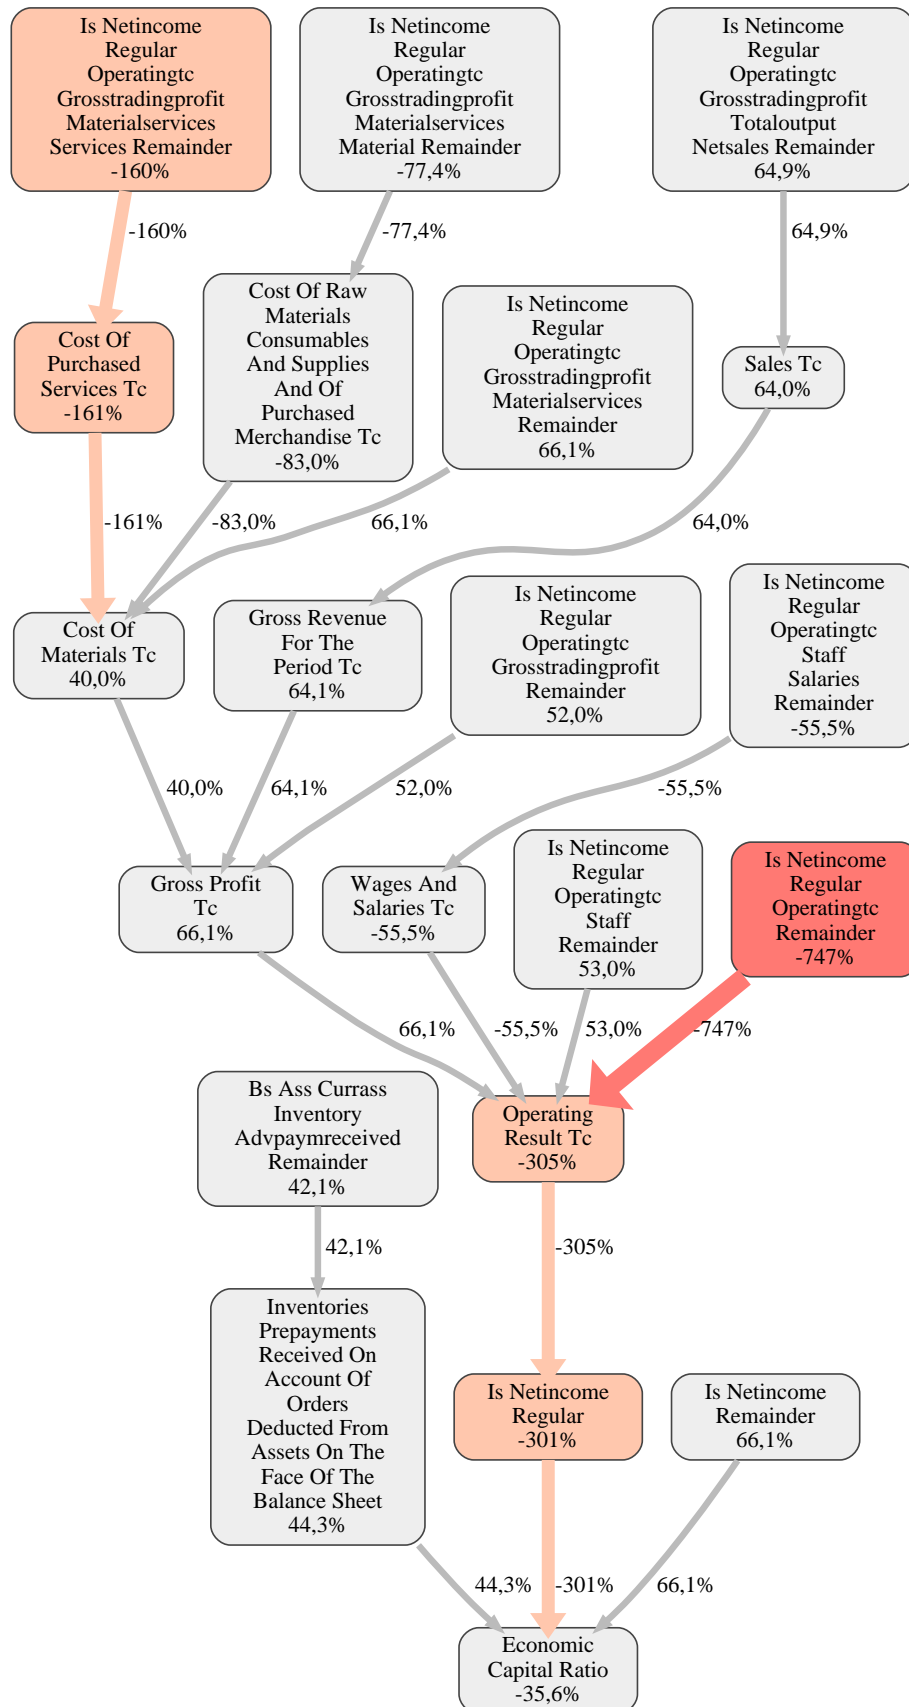 Is Netincome
Regular
Operatingtc
Grosstradingprofit
Materialservices
Services Remainder
-160%
Is Netincome
Regular
Operatingtc
Grosstradingprofit
Materialservices
Material Remainder
-77,4%
Is Netincome
Regular
Operatingtc
Grosstradingprofit
Totaloutput
Netsales Remainder
64,9%
-160%
-77,4%
64,9%
Cost Of
Purchased
Services Tc
-161%
Cost Of Raw
Materials
Consumables
And Supplies
And Of
Purchased
Merchandise Tc
-83,0%
Is Netincome
Regular
Operatingtc
Grosstradingprofit
Materialservices
Remainder
66,1%
Sales Tc
64,0%
-161%
-83,0%
66,1%
64,0%
Cost Of
Materials Tc
40,0%
Gross Revenue
For The
Period Tc
64,1%
Is Netincome
Regular
Operatingtc
Grosstradingprofit
Remainder
52,0%
Is Netincome
Regular
Operatingtc
Staff
Salaries
Remainder
-55,5%
40,0%
64,1%
52,0%
-55,5%
Gross Profit
Tc
66,1%
Wages And
Salaries Tc
-55,5%
Is Netincome
Regular
Operatingtc
Staff
Remainder
53,0%
Is Netincome
Regular
Operatingtc
Remainder
-747%
66,1%
-55,5%
53,0%
-747%
Bs Ass Currass
Inventory
Advpaymreceived
Remainder
42,1%
Operating
Result Tc
-305%
42,1%
-305%
Inventories
Prepayments
Received On
Account Of
Orders
Deducted From
Assets On The
Face Of The
Balance Sheet
44,3%
Is Netincome
Regular
-301%
Is Netincome
Remainder
66,1%
44,3%
-301%
66,1%
Economic
Capital Ratio
-35,6%